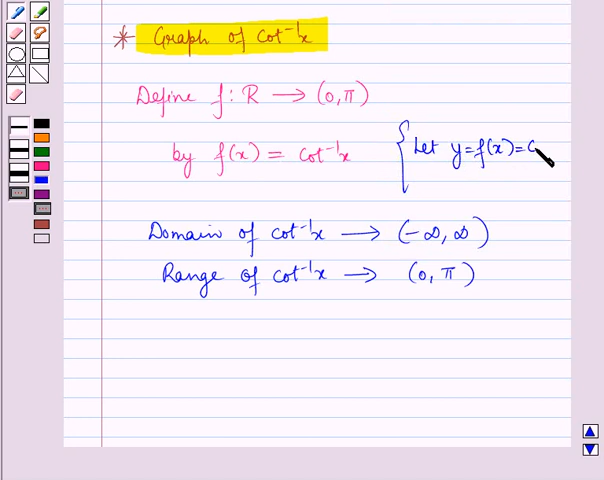 * Graph of cot⁻¹x
Define f: R → (0, π)
by f(x) = cot⁻¹x
{ Let y=f(x)=c
Domain of cot⁻¹x → (-∞, ∞)
Range of cot⁻¹x → (0, π)